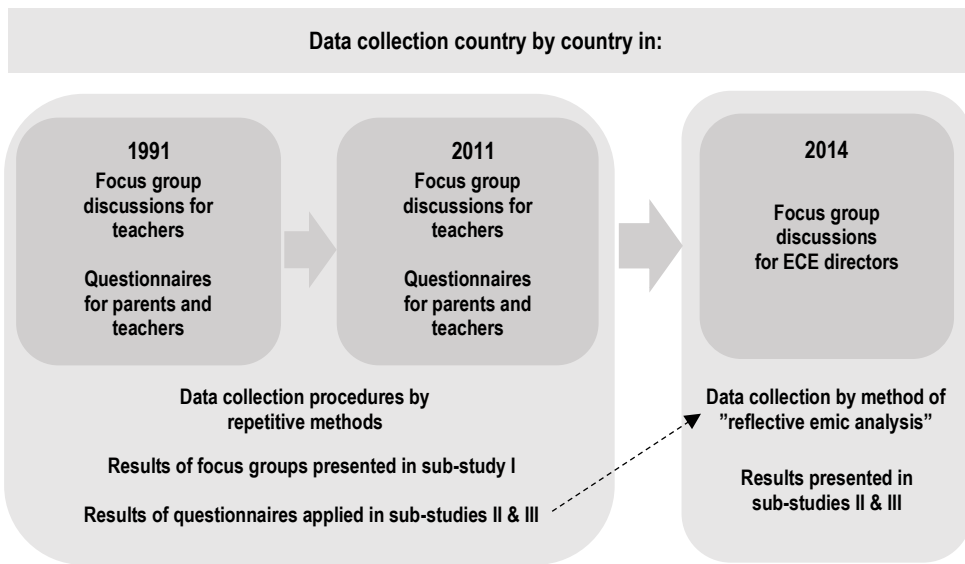 Data collection country by country in:
1991
Focus group
discussions for
teachers
Questionnaires
for parents and
teachers
2011
Focus group
discussions for
teachers
Questionnaires
for parents and
teachers
2014
Focus group
discussions
for ECE directors
Data collection procedures by
repetitive methods
Results of focus groups presented in sub-study I
Results of questionnaires applied in sub-studies II & III
Data collection by method of
”reflective emic analysis”
Results presented in
sub-studies II & III